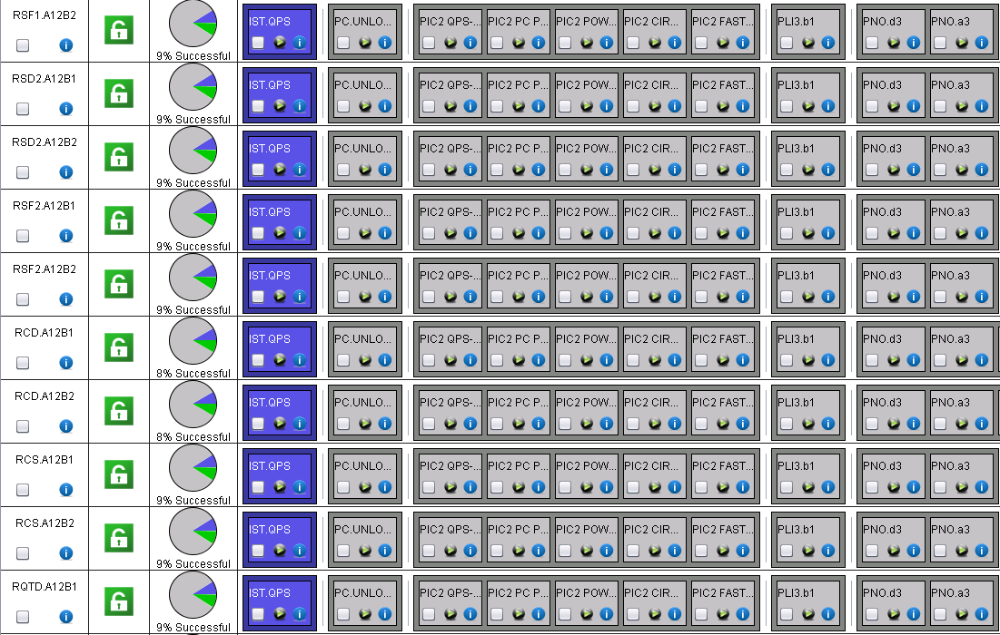 RSF1.A12B2 9% Successful IST.QPS PC.UNLO... PIC2 QPS-... PIC2 PC P... PIC2 POW... PIC2 CIR... PIC2 FAST... PLI3.b1 PNO.d3 PNO.a3
RSD2.A12B1 9% Successful IST.QPS PC.UNLO... PIC2 QPS-... PIC2 PC P... PIC2 POW... PIC2 CIR... PIC2 FAST... PLI3.b1 PNO.d3 PNO.a3
RSD2.A12B2 9% Successful IST.QPS PC.UNLO... PIC2 QPS-... PIC2 PC P... PIC2 POW... PIC2 CIR... PIC2 FAST... PLI3.b1 PNO.d3 PNO.a3
RSF2.A12B1 9% Successful IST.QPS PC.UNLO... PIC2 QPS-... PIC2 PC P... PIC2 POW... PIC2 CIR... PIC2 FAST... PLI3.b1 PNO.d3 PNO.a3
RSF2.A12B2 9% Successful IST.QPS PC.UNLO... PIC2 QPS-... PIC2 PC P... PIC2 POW... PIC2 CIR... PIC2 FAST... PLI3.b1 PNO.d3 PNO.a3
RCD.A12B1 8% Successful IST.QPS PC.UNLO... PIC2 QPS-... PIC2 PC P... PIC2 POW... PIC2 CIR... PIC2 FAST... PLI3.b1 PNO.d3 PNO.a3
RCD.A12B2 8% Successful IST.QPS PC.UNLO... PIC2 QPS-... PIC2 PC P... PIC2 POW... PIC2 CIR... PIC2 FAST... PLI3.b1 PNO.d3 PNO.a3
RCS.A12B1 9% Successful IST.QPS PC.UNLO... PIC2 QPS-... PIC2 PC P... PIC2 POW... PIC2 CIR... PIC2 FAST... PLI3.b1 PNO.d3 PNO.a3
RCS.A12B2 9% Successful IST.QPS PC.UNLO... PIC2 QPS-... PIC2 PC P... PIC2 POW... PIC2 CIR... PIC2 FAST... PLI3.b1 PNO.d3 PNO.a3
RQTD.A12B1 9% Successful IST.QPS PC.UNLO... PIC2 QPS-... PIC2 PC P... PIC2 POW... PIC2 CIR... PIC2 FAST... PLI3.b1 PNO.d3 PNO.a3